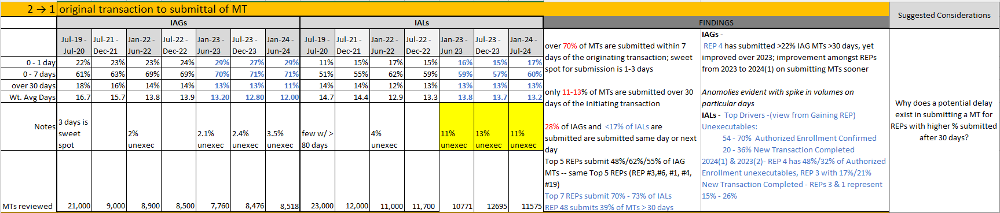 2 → 1 original transaction to submittal of MT
Suggested Considerations
IAGs IALs FINDINGS
Jul-19 - Jul-21 - Jan-22 - Jul-22 - Jan-23 - Jul-23 - Jan-24 - Jul-19 - Jul-21 - Jan-22 - Jul-22 - Jan-23 - Jul-23 - Jan-24 -
Jul-20 Dec-21 Jun-22 Dec-22 Jun-23 Dec-23 Jun-24 Jul-20 Dec-21 Jun-22 Dec-22 Jun 23 Dec-23 Jul-24
0 - 1 day 22% 23% 23% 24% 29% 27% 29% 11% 15% 17% 15% 16% 15% 17%
0 - 7 days 61% 63% 69% 69% 70% 71% 71% 51% 55% 62% 59% 59% 57% 60%
over 30 days 18% 16% 14% 14% 13% 13% 11% 14% 14% 12% 13% 13% 13% 13%
Wt. Avg Days 16.7 15.7 13.8 13.9 13.20 12.80 12.00 14.7 14.4 12.9 13.3 13.8 13.7 13.2
Notes
3 days is
sweet
spot
2%
unexec
2.1%
unexec
2.4%
unexec
3.5%
unexec
few w/ >
80 days
4%
unexec
11%
unexec
13%
unexec
11%
unexec
MTs reviewed 21,000 9,000 8,900 8,500 7,760 8,476 8,518 23,000 12,000 11,000 11,700 10771 12695 11575
over 70% of MTs are submitted within 7
days of the originating transaction; sweet
spot for submission is 1-3 days
only 11-13% of MTs are submitted over 30
days of the initiating transaction
28% of IAGs and <17% of IALs are
submitted are submitted same day or next
day
Top 5 REPs submit 48%/62%/55% of IAG
MTs -- same Top 5 REPs (REP #3,#6, #1, #4,
#19)
Top 7 REPs submit 70% - 73% of IALs
REP 48 submits 39% of MTs > 30 days
IAGs -
REP 4 has submitted >22% IAG MTs >30 days, yet
improved over 2023; improvement amongst REPs
from 2023 to 2024(1) on submitting MTs sooner
Anomolies evident with spike in volumes on
particular days
IALs - Top Drivers -(view from Gaining REP)
Unexecutables:
54 - 70% Authorized Enrollment Confirmed
20 - 36% New Transaction Completed
2024(1) & 2023(2)- REP 4 has 48%/32% of Authorized
Enrollment unexecutables, REP 3 with 17%/21%
New Transaction Completed - REPs 3 & 1 represent
15% - 26%
Why does a potential delay
exist in submitting a MT for
REPs with higher % submitted
after 30 days?